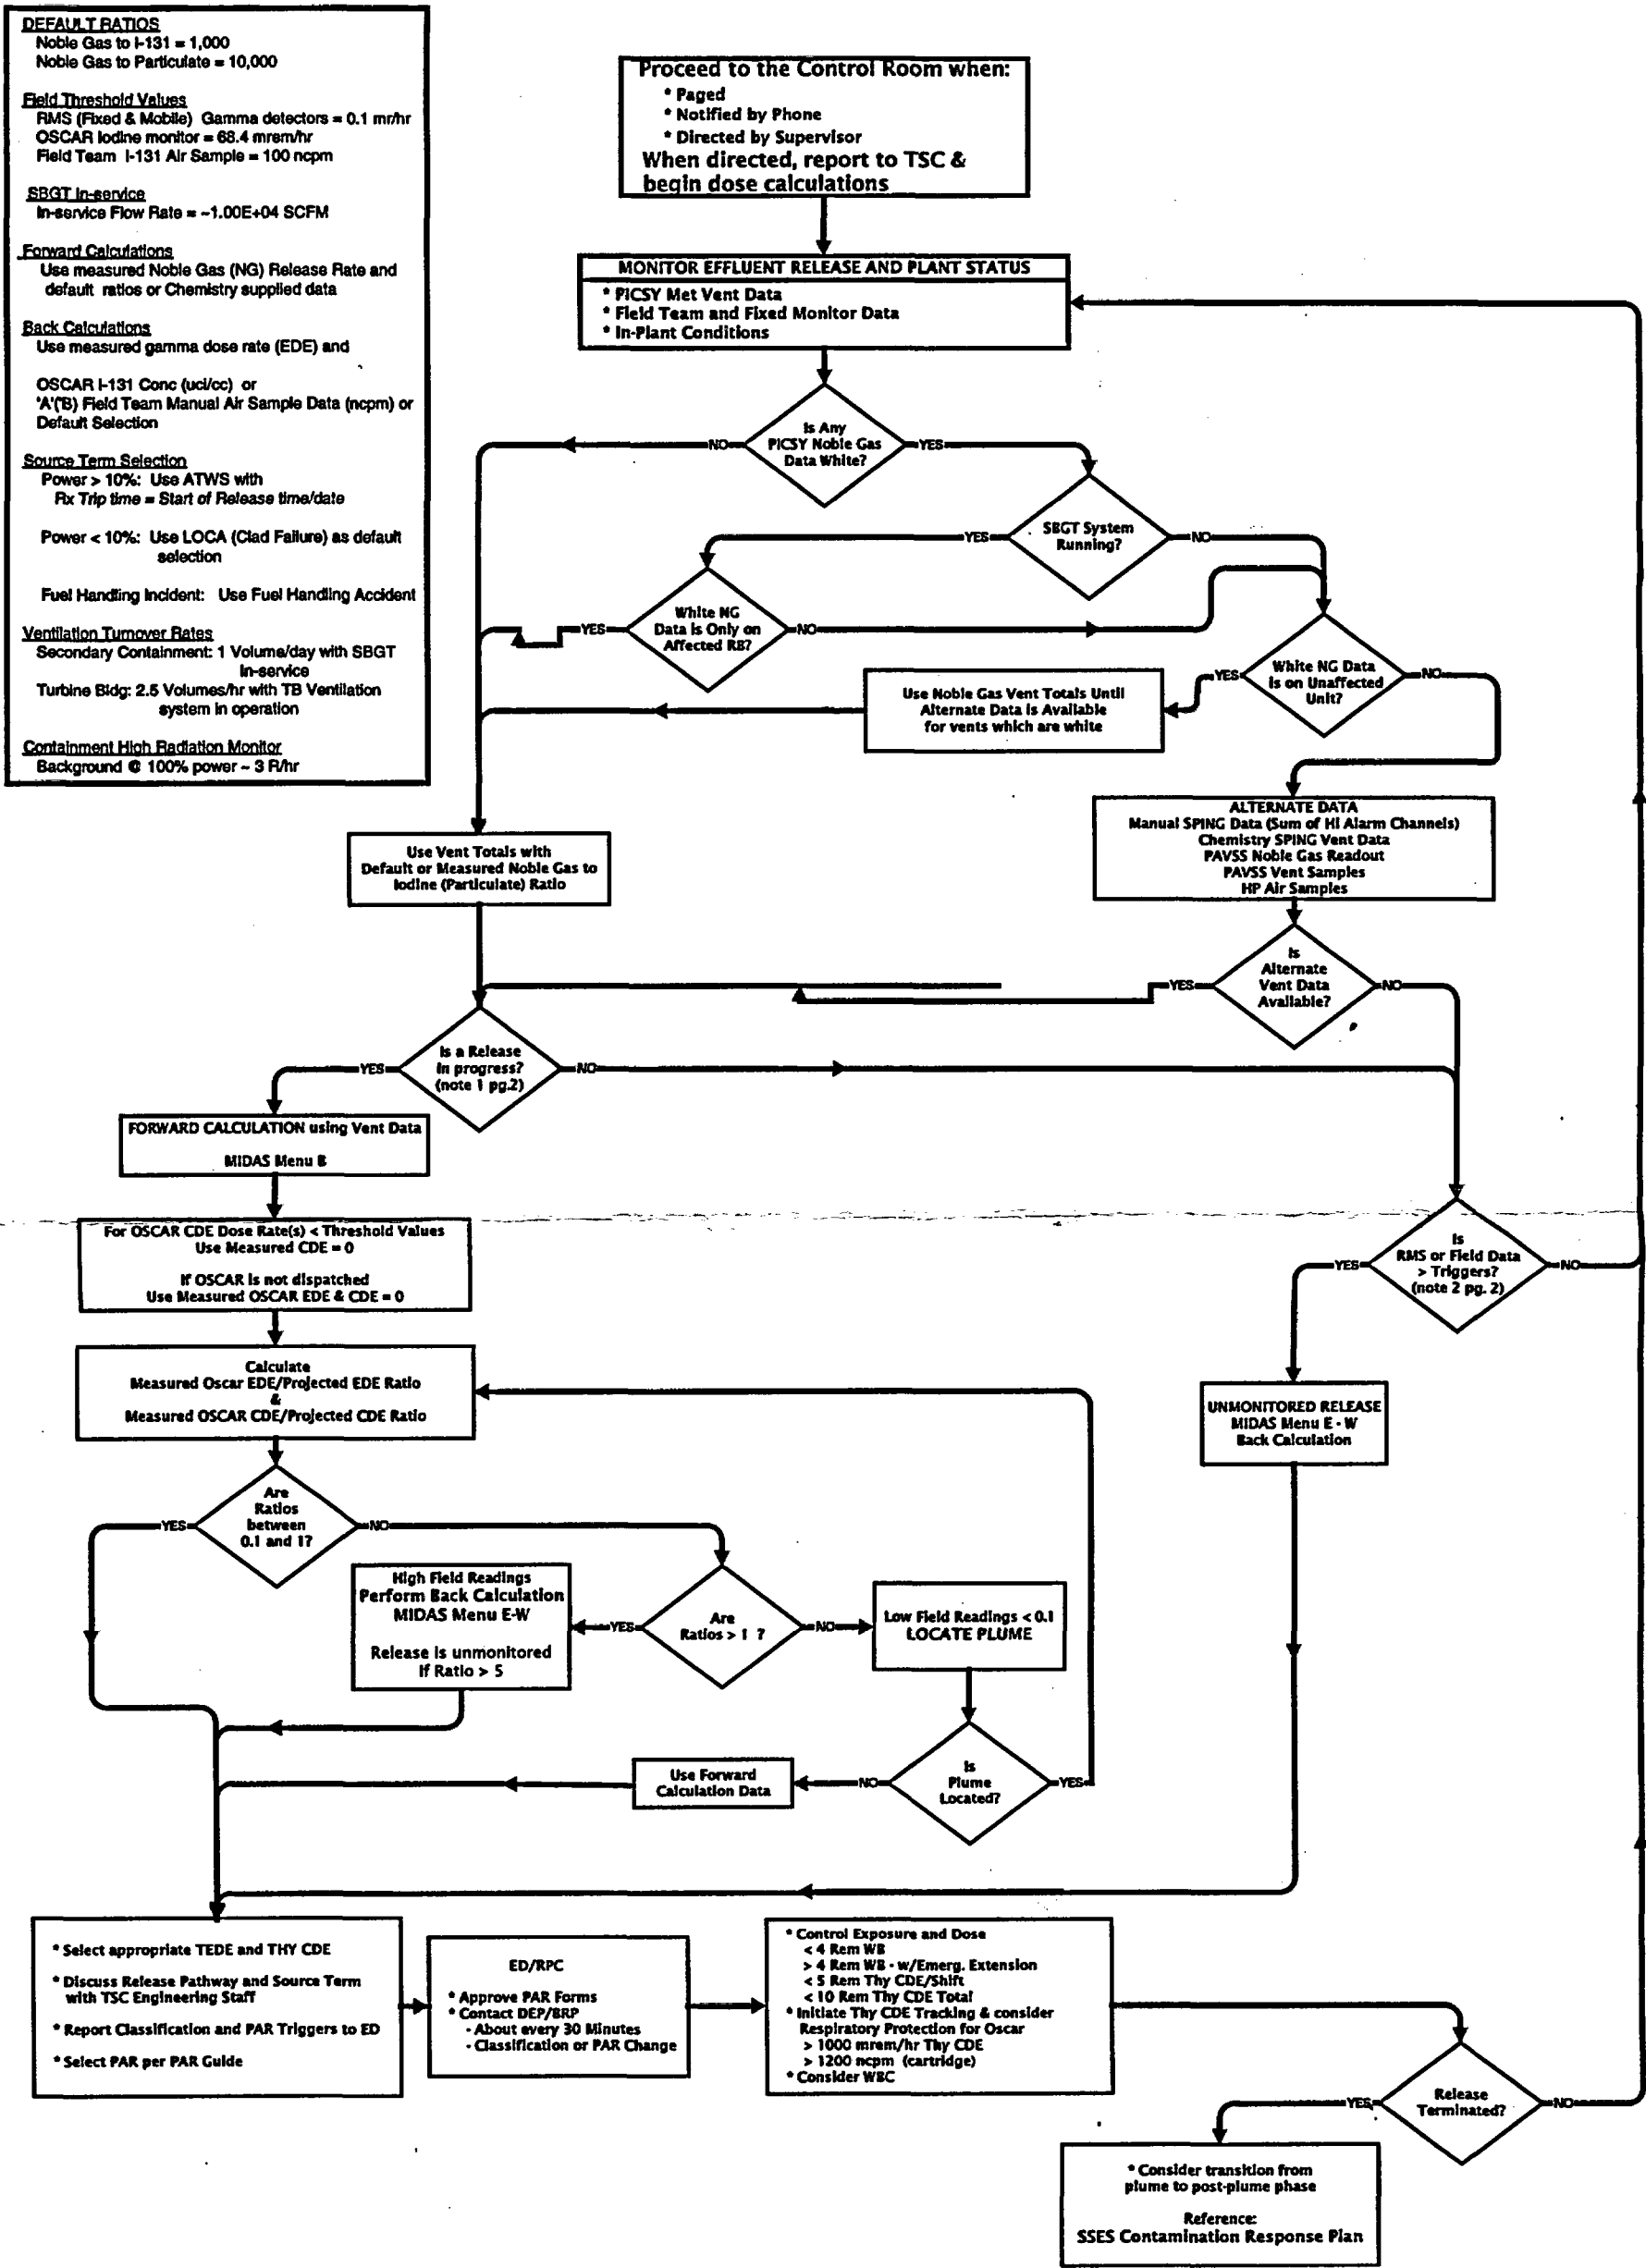 DEFAULT RATIOS
Noble Gas to I-131 = 1,000
Noble Gas to Particulate = 10,000
Field Threshold Values
RMS (Fixed & Mobile) Gamma detectors = 0.1 mr/hr
OSCAR Iodine monitor = 68.4 mrem/hr
Field Team I-131 Air Sample = 100 ncpm
SBGT In-service
In-service Flow Rate = ~1.00E+04 SCFM
Forward Calculations
Use measured Noble Gas (NG) Release Rate and
default ratios or Chemistry supplied data
Back Calculations
Use measured gamma dose rate (EDE) and
OSCAR I-131 Conc (uci/cc) or
'A'('B) Field Team Manual Air Sample Data (ncpm) or
Default Selection
Source Term Selection
Power > 10%: Use ATWS with
Rx Trip time = Start of Release time/date
Power < 10%: Use LOCA (Clad Failure) as default
selection
Fuel Handling Incident: Use Fuel Handling Accident
Ventilation Turnover Rates
Secondary Containment: 1 Volume/day with SBGT
In-service
Turbine Bldg: 2.5 Volumes/hr with TB Ventilation
system in operation
Containment High Radiation Monitor
Background @ 100% power ~ 3 R/hr
Proceed to the Control Room when:
* Paged
* Notified by Phone
* Directed by Supervisor
When directed, report to TSC &
begin dose calculations
MONITOR EFFLUENT RELEASE AND PLANT STATUS
* PICSY Met Vent Data
* Field Team and Fixed Monitor Data
* In-Plant Conditions
Is Any
PICSY Noble Gas
Data White?
NO
YES
SBGT System
Running?
YES
NO
White NG
Data is Only on
Affected RB?
YES
NO
White NG Data
is on Unaffected
Unit?
YES
NO
Use Noble Gas Vent Totals Until
Alternate Data is Available
for vents which are white
ALTERNATE DATA
Manual SPING Data (Sum of HI Alarm Channels)
Chemistry SPING Vent Data
PAVSS Noble Gas Readout
PAVSS Vent Samples
HP Air Samples
Use Vent Totals with
Default or Measured Noble Gas to
Iodine (Particulate) Ratio
Is
Alternate
Vent Data
Available?
YES
NO
Is a Release
in progress?
(note 1 pg.2)
YES
NO
FORWARD CALCULATION using Vent Data
MIDAS Menu B
For OSCAR CDE Dose Rate(s) < Threshold Values
Use Measured CDE = 0
If OSCAR is not dispatched
Use Measured OSCAR EDE & CDE = 0
Is
RMS or Field Data
> Triggers?
(note 2 pg. 2)
YES
NO
Calculate
Measured Oscar EDE/Projected EDE Ratio
&
Measured OSCAR CDE/Projected CDE Ratio
UNMONITORED RELEASE
MIDAS Menu E - W
Back Calculation
Are
Ratios
between
0.1 and 1?
YES
NO
High Field Readings
Perform Back Calculation
MIDAS Menu E-W
Release is unmonitored
If Ratio > 5
Are
Ratios > 1 ?
YES
NO
Low Field Readings < 0.1
LOCATE PLUME
Is
Plume
Located?
NO
YES
Use Forward
Calculation Data
* Select appropriate TEDE and THY CDE
* Discuss Release Pathway and Source Term
with TSC Engineering Staff
* Report Classification and PAR Triggers to ED
* Select PAR per PAR Guide
ED/RPC
* Approve PAR Forms
* Contact DEP/BRP
- About every 30 Minutes
- Classification or PAR Change
* Control Exposure and Dose
< 4 Rem WB
> 4 Rem WB - w/Emerg. Extension
< 5 Rem Thy CDE/Shift
< 10 Rem Thy CDE Total
* Initiate Thy CDE Tracking & consider
Respiratory Protection for Oscar
> 1000 mrem/hr Thy CDE
> 1200 ncpm (cartridge)
* Consider WBC
Release
Terminated?
YES
NO
* Consider transition from
plume to post-plume phase
Reference:
SSES Contamination Response Plan